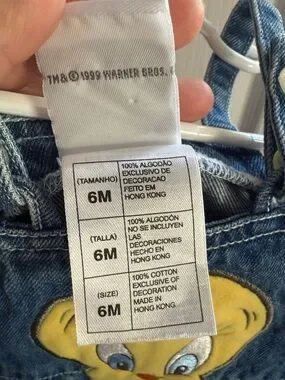 TM&© 1999 WARNER BROS.
(TAMANHO)
6M
100% ALGODÃO
EXCLUSIVO DE
DECORACAO
FEITO EM
HONG KONG
(TALLA)
6M
100% ALGODÓN
NO SE INCLUYEN
LAS
DECORACIONES
HECHO EN
HONG KONG
(SIZE)
6M
100% COTTON
EXCLUSIVE OF
DECORATION
MADE IN
HONG KONG